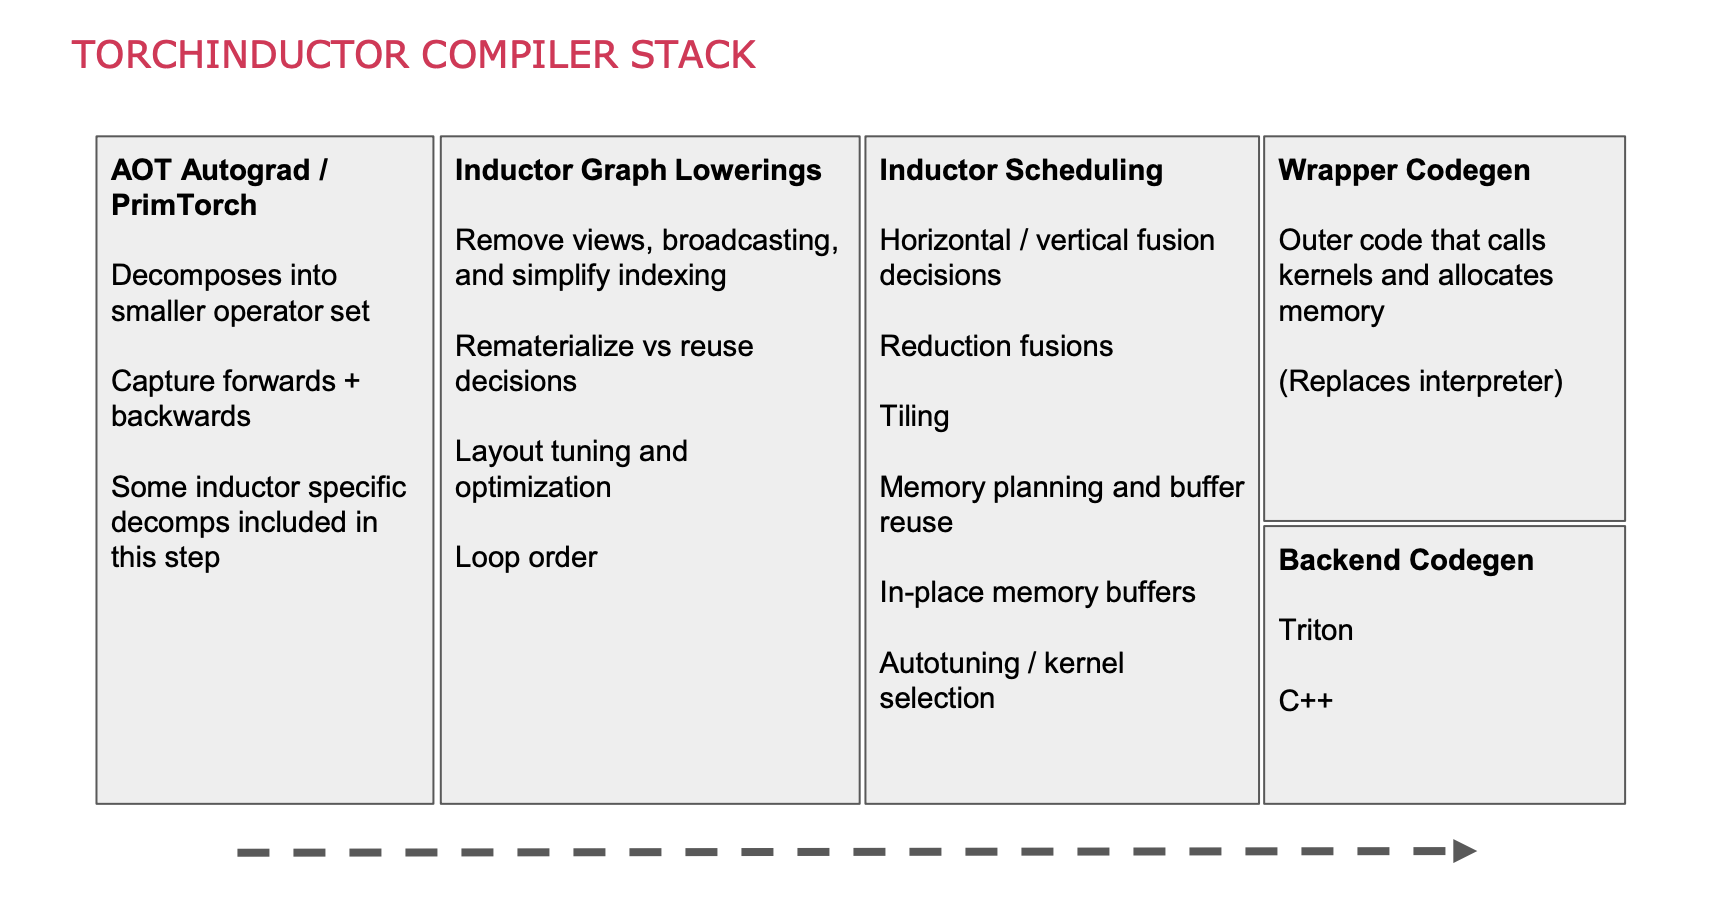 TORCHINDUCTOR COMPILER STACK
AOT Autograd /
PrimTorch
Decomposes into
smaller operator set
Capture forwards +
backwards
Some inductor specific
decomps included in
this step
Inductor Graph Lowerings
Remove views, broadcasting,
and simplify indexing
Rematerialize vs reuse
decisions
Layout tuning and
optimization
Loop order
Inductor Scheduling
Horizontal / vertical fusion
decisions
Reduction fusions
Tiling
Memory planning and buffer
reuse
In-place memory buffers
Autotuning / kernel
selection
Wrapper Codegen
Outer code that calls
kernels and allocates
memory
(Replaces interpreter)
Backend Codegen
Triton
C++